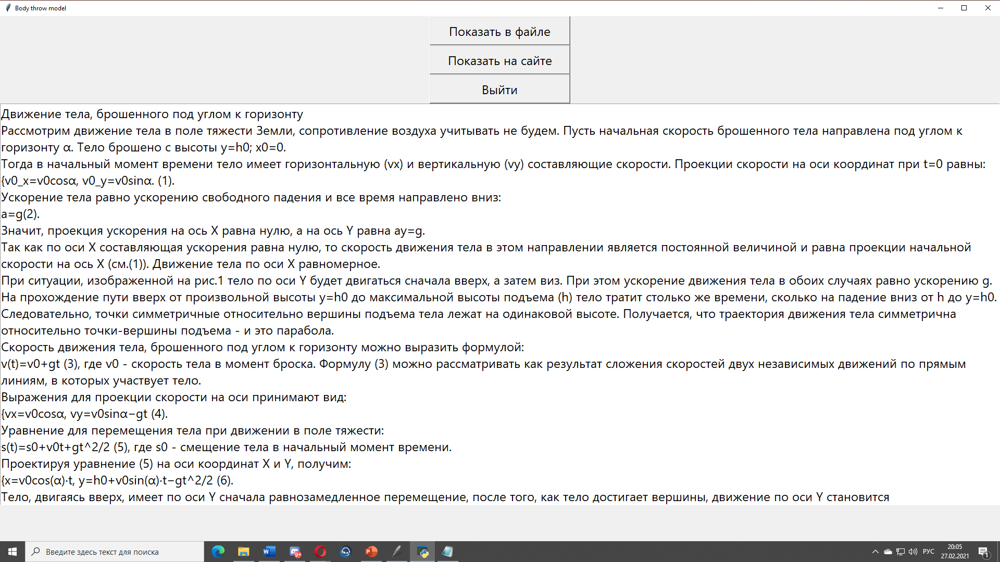 Body throw model
Показать в файле
Показать на сайте
Выйти
Движение тела, брошенного под углом к горизонту
Рассмотрим движение тела в поле тяжести Земли, сопротивление воздуха учитывать не будем. Пусть начальная скорость брошенного тела направлена под углом к
горизонту α. Тело брошено с высоты y=h0; x0=0.
Тогда в начальный момент времени тело имеет горизонтальную (vx) и вертикальную (vy) составляющие скорости. Проекции скорости на оси координат при t=0 равны:
{v0_x=v0cosα, v0_y=v0sinα. (1).
Ускорение тела равно ускорению свободного падения и все время направлено вниз:
a=g(2).
Значит, проекция ускорения на ось X равна нулю, а на ось Y равна ay=g.
Так как по оси X составляющая ускорения равна нулю, то скорость движения тела в этом направлении является постоянной величиной и равна проекции начальной
скорости на ось X (см.(1)). Движение тела по оси X равномерное.
При ситуации, изображенной на рис.1 тело по оси Y будет двигаться сначала вверх, а затем виз. При этом ускорение движения тела в обоих случаях равно ускорению g.
На прохождение пути вверх от произвольной высоты y=h0 до максимальной высоты подъема (h) тело тратит столько же времени, сколько на падение вниз от h до y=h0.
Следовательно, точки симметричные относительно вершины подъема тела лежат на одинаковой высоте. Получается, что траектория движения тела симметрична
относительно точки-вершины подъема - и это парабола.
Скорость движения тела, брошенного под углом к горизонту можно выразить формулой:
v(t)=v0+gt (3), где v0 - скорость тела в момент броска. Формулу (3) можно рассматривать как результат сложения скоростей двух независимых движений по прямым
линиям, в которых участвует тело.
Выражения для проекции скорости на оси принимают вид:
{vx=v0cosα, vy=v0sinα−gt (4).
Уравнение для перемещения тела при движении в поле тяжести:
s(t)=s0+v0t+gt^2/2 (5), где s0 - смещение тела в начальный момент времени.
Проектируя уравнение (5) на оси координат X и Y, получим:
{x=v0cos(α)·t, y=h0+v0sin(α)·t−gt^2/2 (6).
Тело, двигаясь вверх, имеет по оси Y сначала равнозамедленное перемещение, после того, как тело достигает вершины, движение по оси Y становится
Введите здесь текст для поиска
9+
РУС
20:05
27.02.2021
1